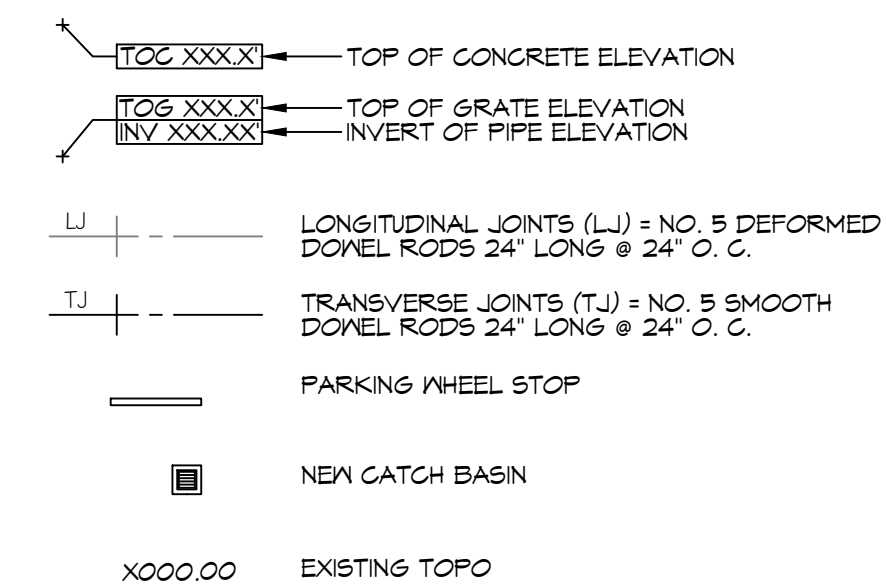 TOC XXX.X' TOP OF CONCRETE ELEVATION
TOG XXX.X' TOP OF GRATE ELEVATION
INV XXX.XX' INVERT OF PIPE ELEVATION
LJ LONGITUDINAL JOINTS (LJ) = NO. 5 DEFORMED
DOWEL RODS 24" LONG @ 24" O. C.
TJ TRANSVERSE JOINTS (TJ) = NO. 5 SMOOTH
DOWEL RODS 24" LONG @ 24" O. C.
PARKING WHEEL STOP
NEW CATCH BASIN
X000.00 EXISTING TOPO